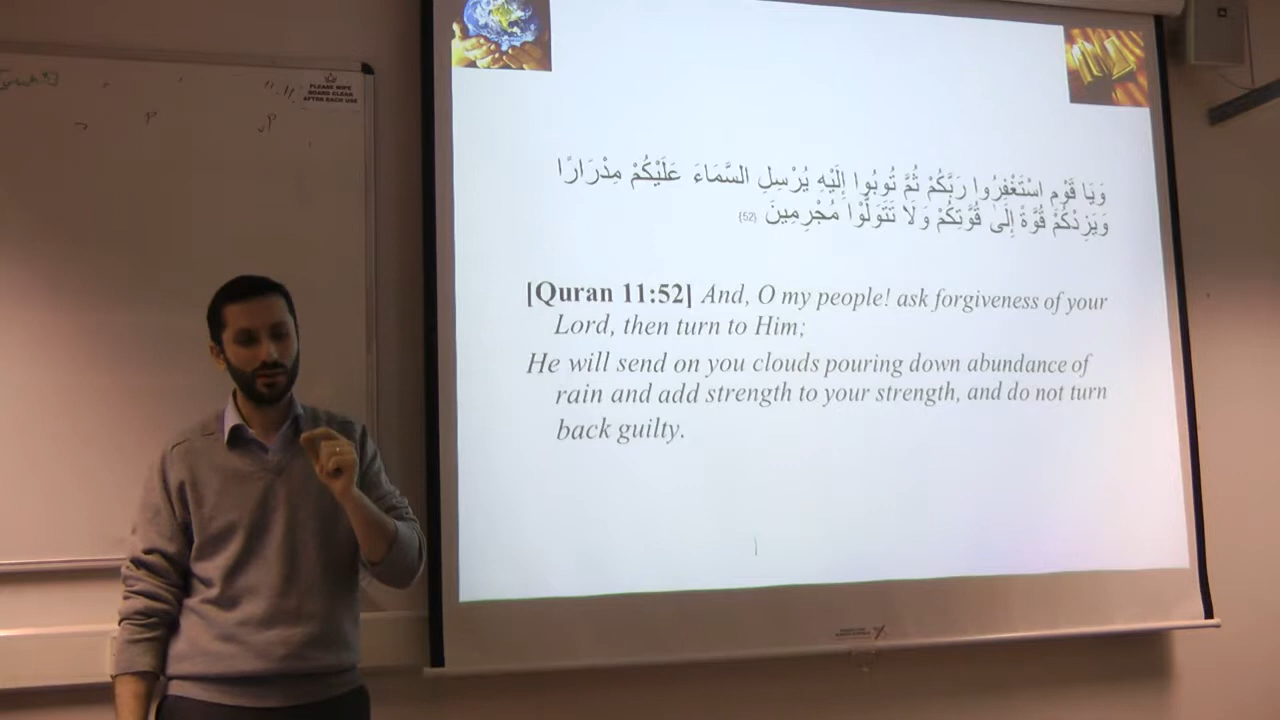 PLEASE WIPE
BOARD CLEAN
AFTER EACH USE
وَيَا قَوْمِ اسْتَغْفِرُوا رَبَّكُمْ ثُمَّ تُوبُوا إِلَيْهِ يُرْسِلِ السَّمَاءَ عَلَيْكُمْ مِدْرَارًا
وَيَزِدْكُمْ قُوَّةً إِلَىٰ قُوَّتِكُمْ وَلَا تَتَوَلَّوْا مُجْرِمِينَ {52}
[Quran 11:52] And, O my people! ask forgiveness of your
Lord, then turn to Him;
He will send on you clouds pouring down abundance of
rain and add strength to your strength, and do not turn
back guilty.